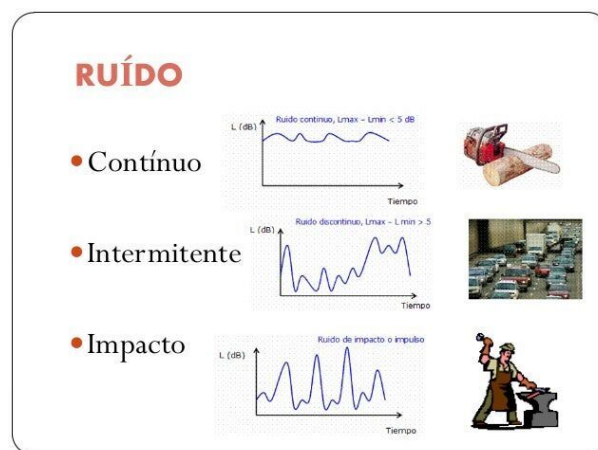 RUÍDO
Ruido continuo, Lmax – Lmin < 5 dB
L (dB)
• Contínuo
Tiempo
Ruido discontinuo, Lmax – L min > 5
L (dB)
• Intermitente
Tiempo
Ruido de impacto o impulso
L (dB)
• Impacto
Tiempo